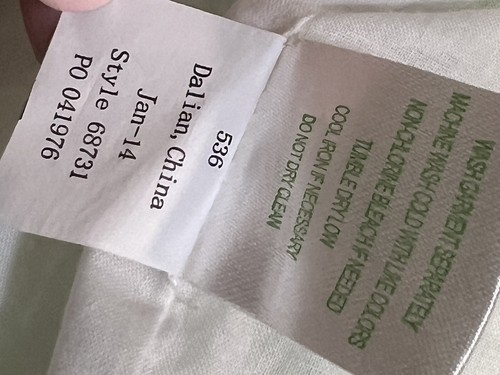 WASH GARMENT SEPARATELY
MACHINE WASH COLD WITH LIKE COLORS
NON-CHLORINE BLEACH IF NEEDED
TUMBLE DRY LOW
COOL IRON IF NECESSARY
DO NOT DRY CLEAN
536
Dalian, China
Jan-14
Style 68731
PO 041976